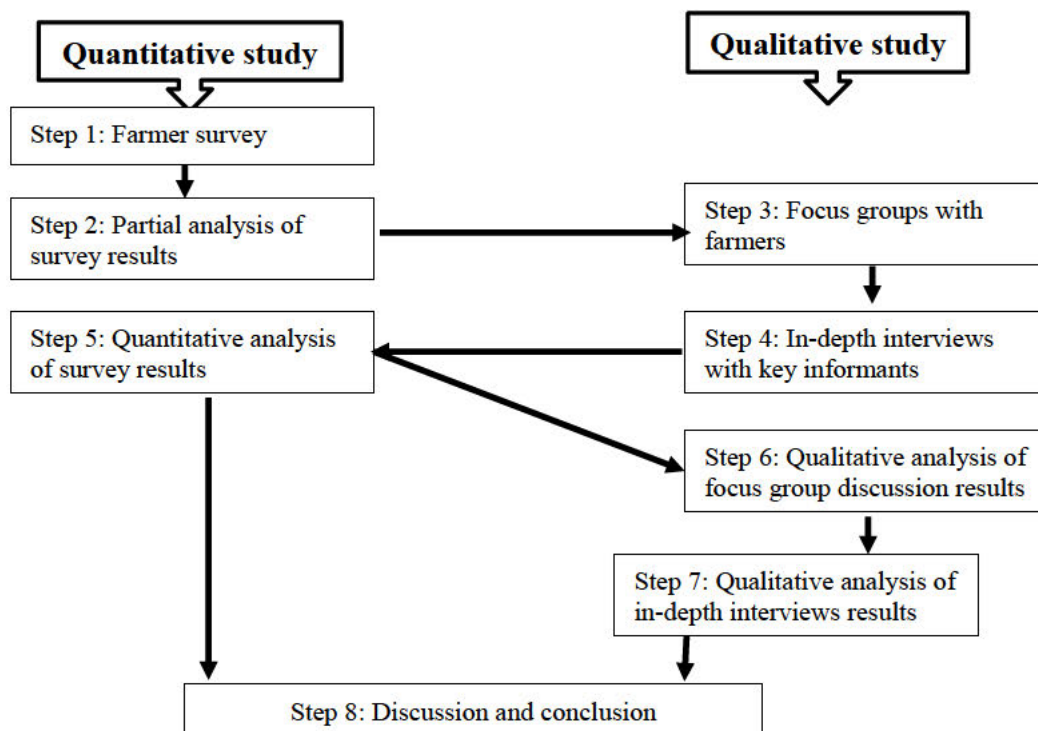 Quantitative study
Qualitative study
Step 1: Farmer survey
Step 2: Partial analysis of
survey results
Step 3: Focus groups with
farmers
Step 4: In-depth interviews
with key informants
Step 5: Quantitative analysis
of survey results
Step 6: Qualitative analysis of
focus group discussion results
Step 7: Qualitative analysis of
in-depth interviews results
Step 8: Discussion and conclusion